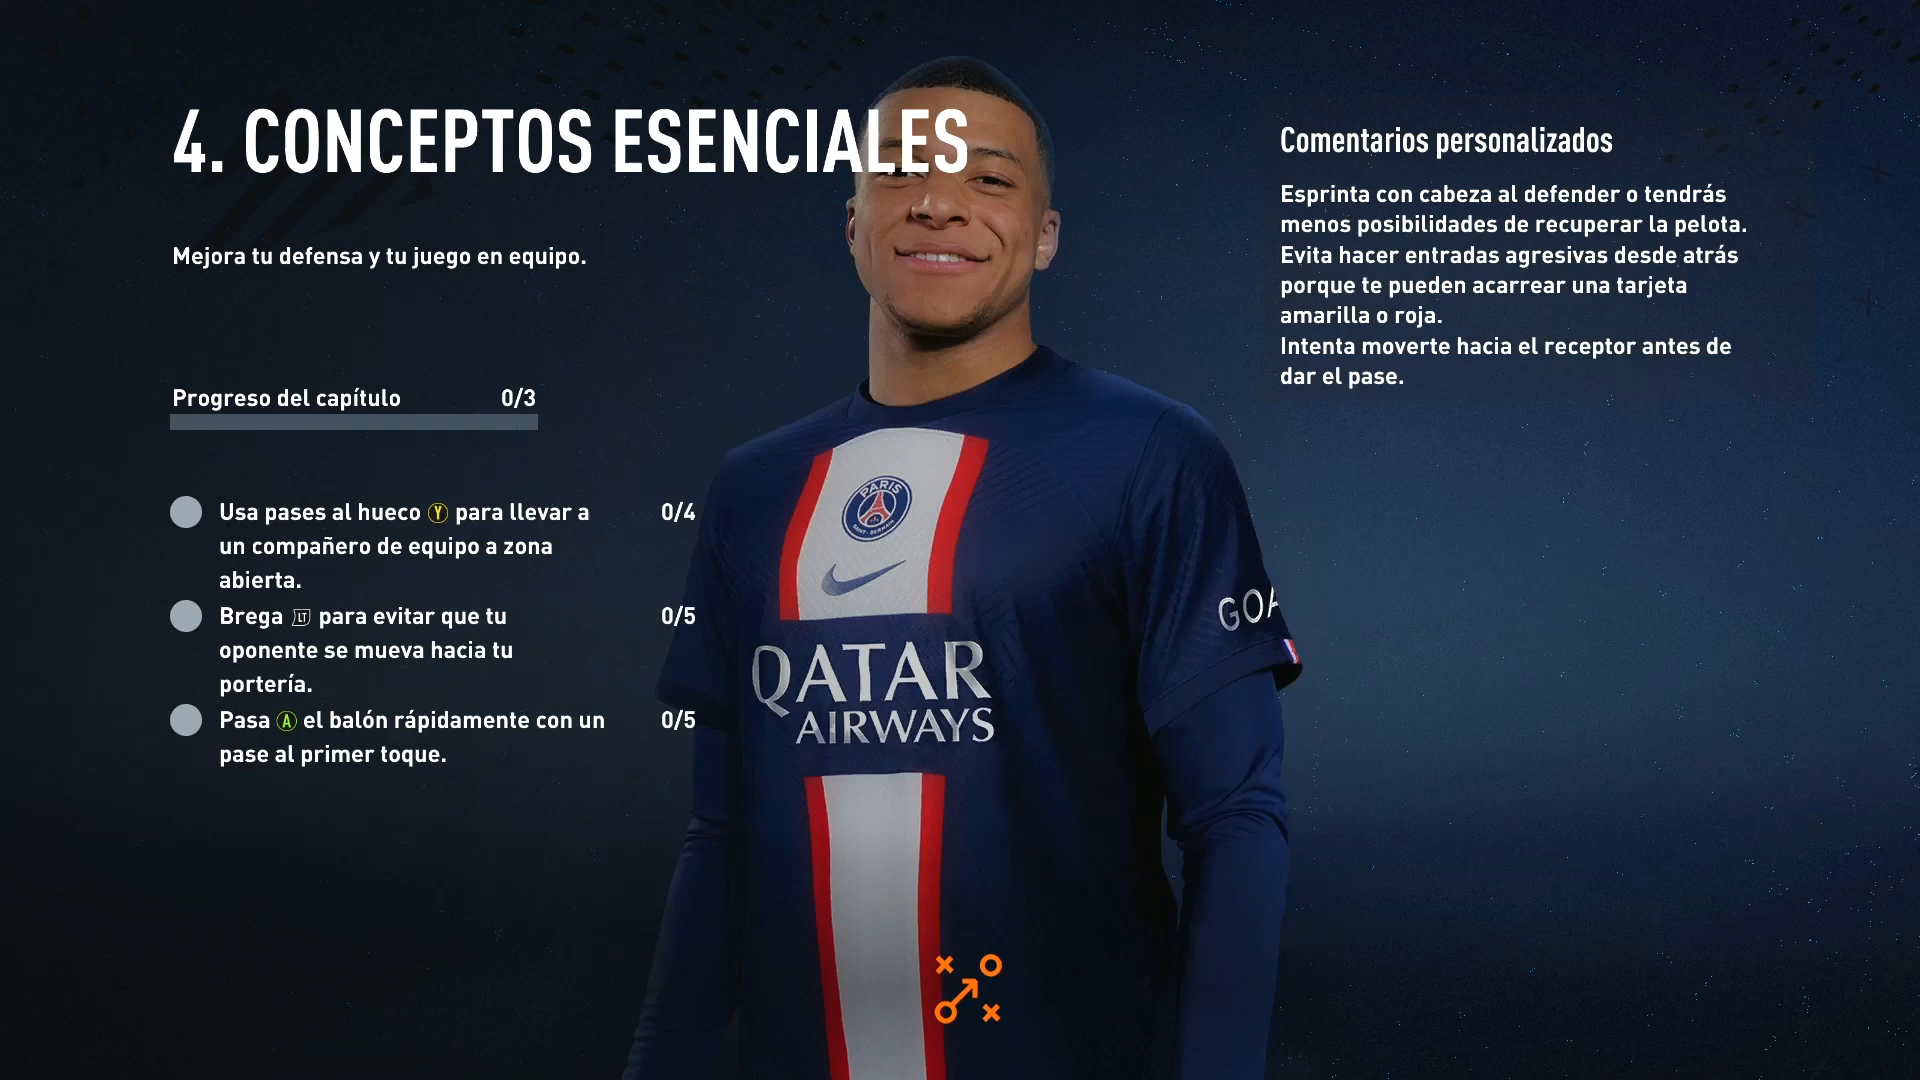 4. CONCEPTOS ESENCIALES
Mejora tu defensa y tu juego en equipo.
Progreso del capítulo 0/3
Usa pases al hueco Y para llevar a 0/4
un compañero de equipo a zona
abierta.
Brega LT para evitar que tu 0/5
oponente se mueva hacia tu
portería.
Pasa A el balón rápidamente con un 0/5
pase al primer toque.
Comentarios personalizados
Esprinta con cabeza al defender o tendrás
menos posibilidades de recuperar la pelota.
Evita hacer entradas agresivas desde atrás
porque te pueden acarrear una tarjeta
amarilla o roja.
Intenta moverte hacia el receptor antes de
dar el pase.
PARIS
SAINT-GERMAIN
QATAR
AIRWAYS
GOA